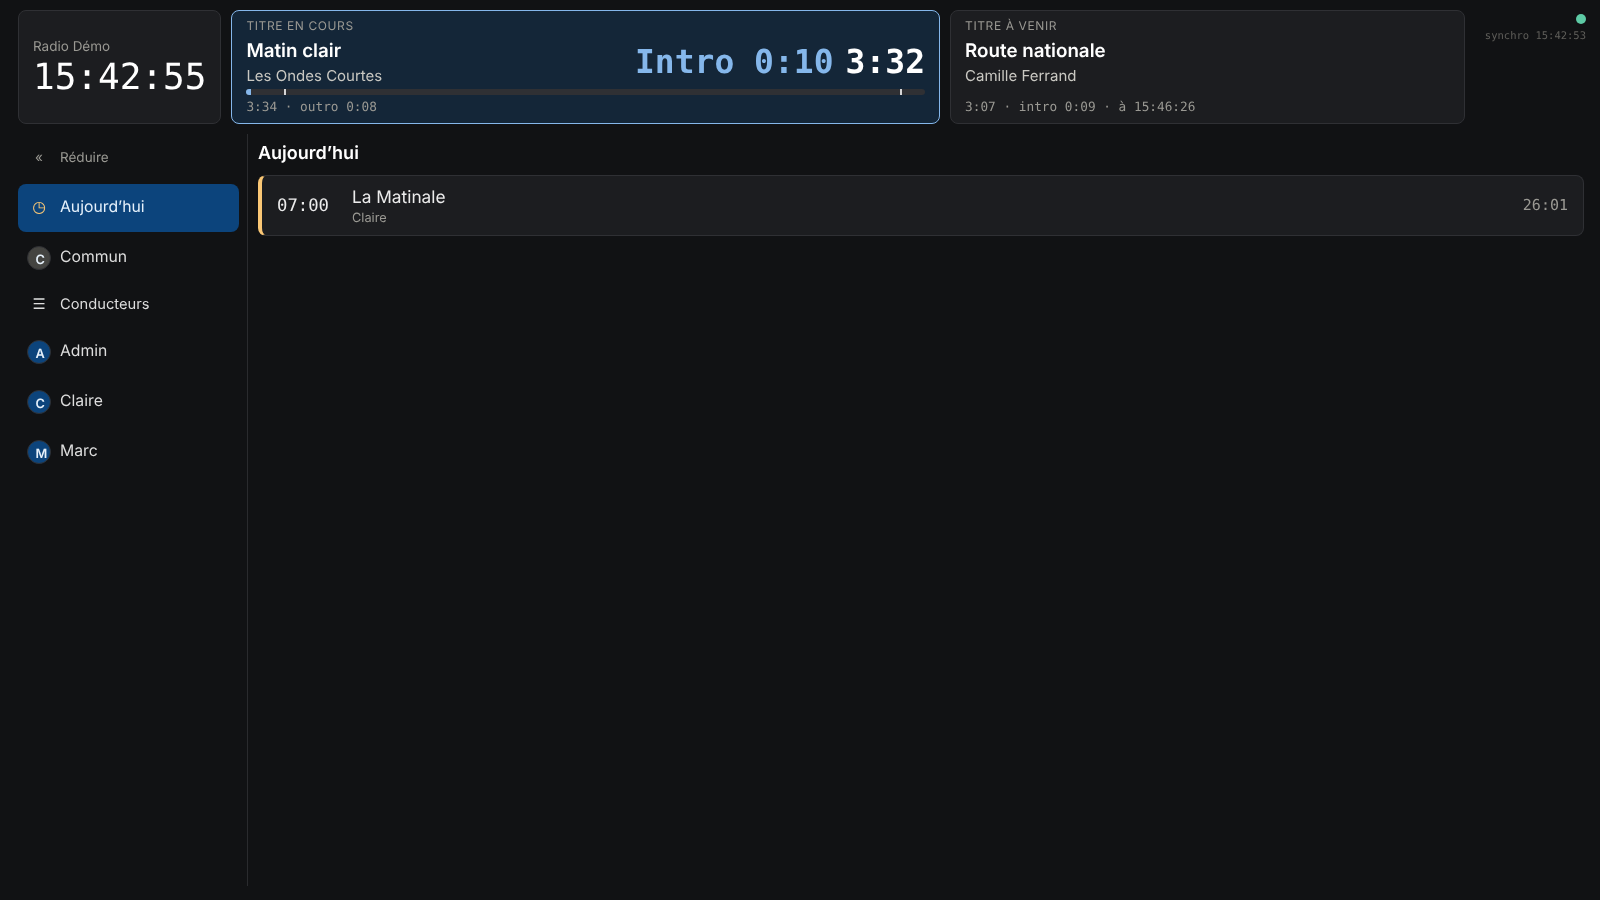 Radio Démo
15:42:55
TITRE EN COURS
Matin clair
Les Ondes Courtes
Intro 0:10 3:32
3:34 · outro 0:08
TITRE À VENIR
Route nationale
Camille Ferrand
3:07 · intro 0:09 · à 15:46:26
synchro 15:42:53
« Réduire
Aujourd’hui
C Commun
Conducteurs
A Admin
C Claire
M Marc
Aujourd’hui
07:00 La Matinale
Claire
26:01